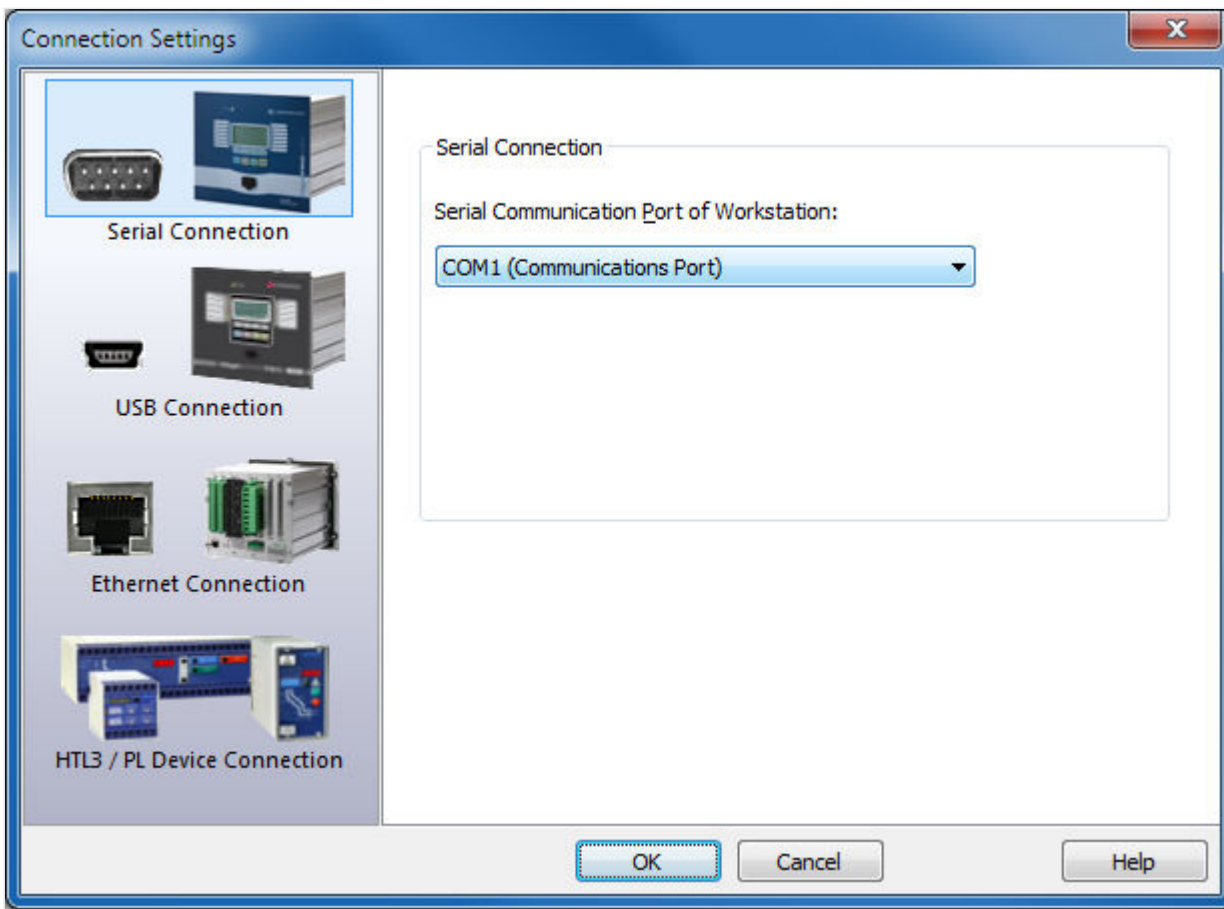 Connection Settings
Serial Connection
USB Connection
Ethernet Connection
HTL3 / PL Device Connection
Serial Connection
Serial Communication Port of Workstation:
COM1 (Communications Port)
OK
Cancel
Help